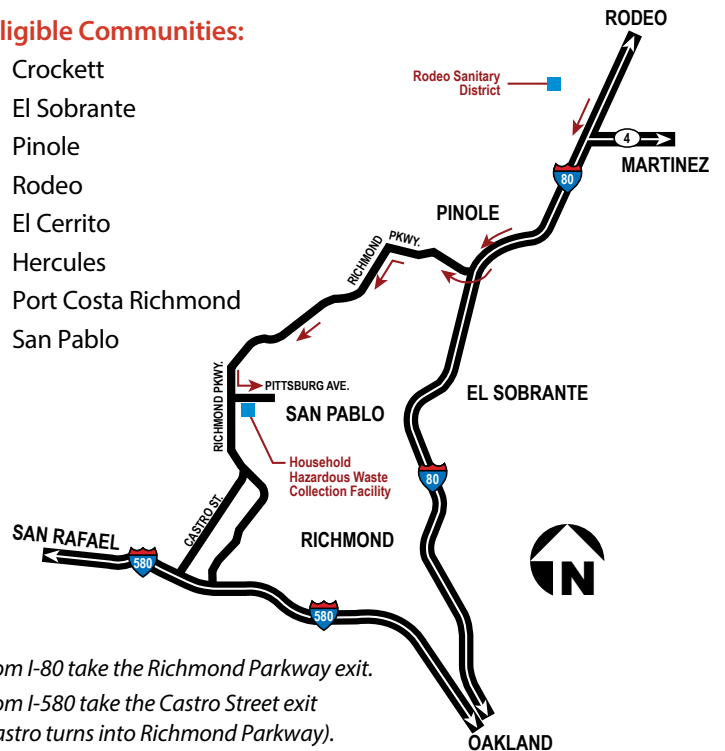 ligible Communities:
Crockett
El Sobrante
Pinole
Rodeo
El Cerrito
Hercules
Port Costa Richmond
San Pablo
RODEO
Rodeo Sanitary
District
4
MARTINEZ
80
PINOLE
RICHMOND
PKWY.
RICHMOND PKWY.
PITTSBURG AVE.
SAN PABLO
EL SOBRANTE
Household
Hazardous Waste
Collection Facility
80
CASTRO ST.
SAN RAFAEL
580
RICHMOND
N
580
om I-80 take the Richmond Parkway exit.
om I-580 take the Castro Street exit
astro turns into Richmond Parkway).
OAKLAND